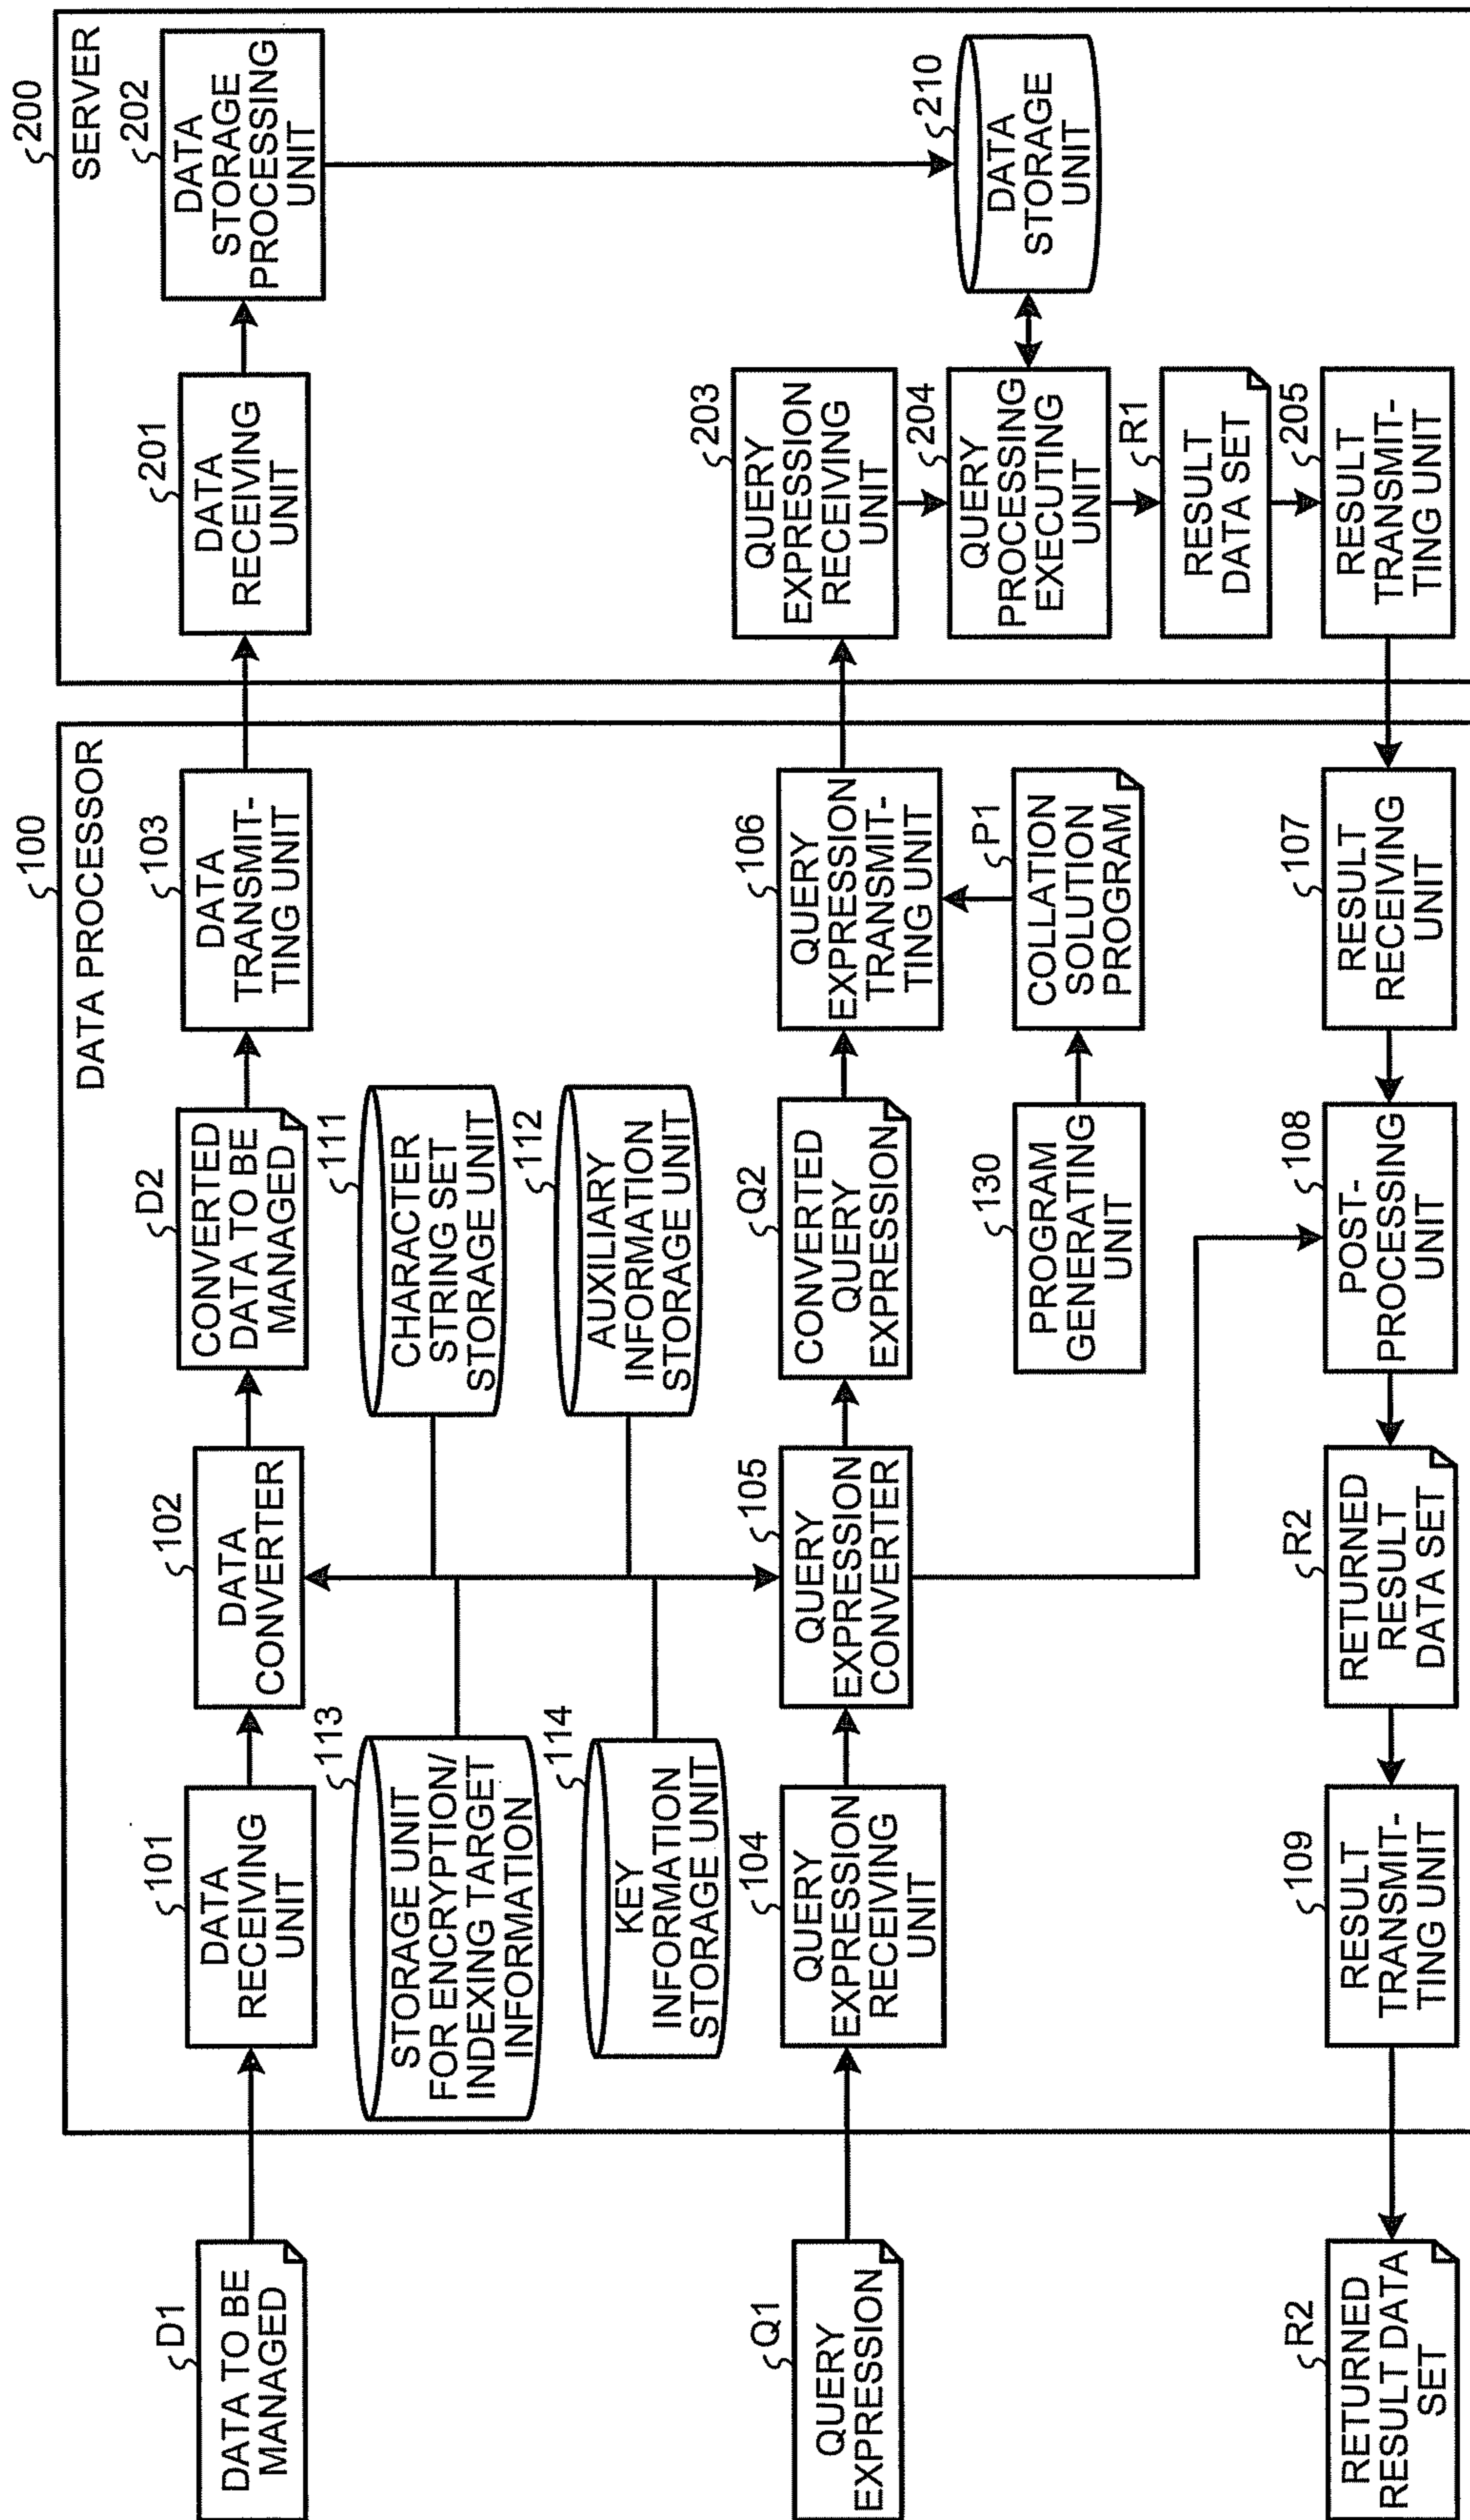 100
DATA PROCESSOR
200
SERVER
D1
DATA TO BE
MANAGED
101
DATA
RECEIVING
UNIT
102
DATA
CONVERTER
D2
CONVERTED
DATA TO BE
MANAGED
103
DATA
TRANSMIT-
TING UNIT
201
DATA
RECEIVING
UNIT
202
DATA
STORAGE
PROCESSING
UNIT
113
STORAGE UNIT
FOR ENCRYPTION/
INDEXING TARGET
INFORMATION
111
CHARACTER
STRING SET
STORAGE UNIT
114
KEY
INFORMATION
STORAGE UNIT
112
AUXILIARY
INFORMATION
STORAGE UNIT
Q1
QUERY
EXPRESSION
104
QUERY
EXPRESSION
RECEIVING
UNIT
105
QUERY
EXPRESSION
CONVERTER
Q2
CONVERTED
QUERY
EXPRESSION
106
QUERY
EXPRESSION
TRANSMIT-
TING UNIT
203
QUERY
EXPRESSION
RECEIVING
UNIT
210
DATA
STORAGE
UNIT
130
PROGRAM
GENERATING
UNIT
P1
COLLATION
SOLUTION
PROGRAM
204
QUERY
PROCESSING
EXECUTING
UNIT
R1
RESULT
DATA SET
R2
RETURNED
RESULT DATA
SET
109
RESULT
TRANSMIT-
TING UNIT
R2
RETURNED
RESULT
DATA SET
108
POST-
PROCESSING
UNIT
107
RESULT
RECEIVING
UNIT
205
RESULT
TRANSMIT-
TING UNIT